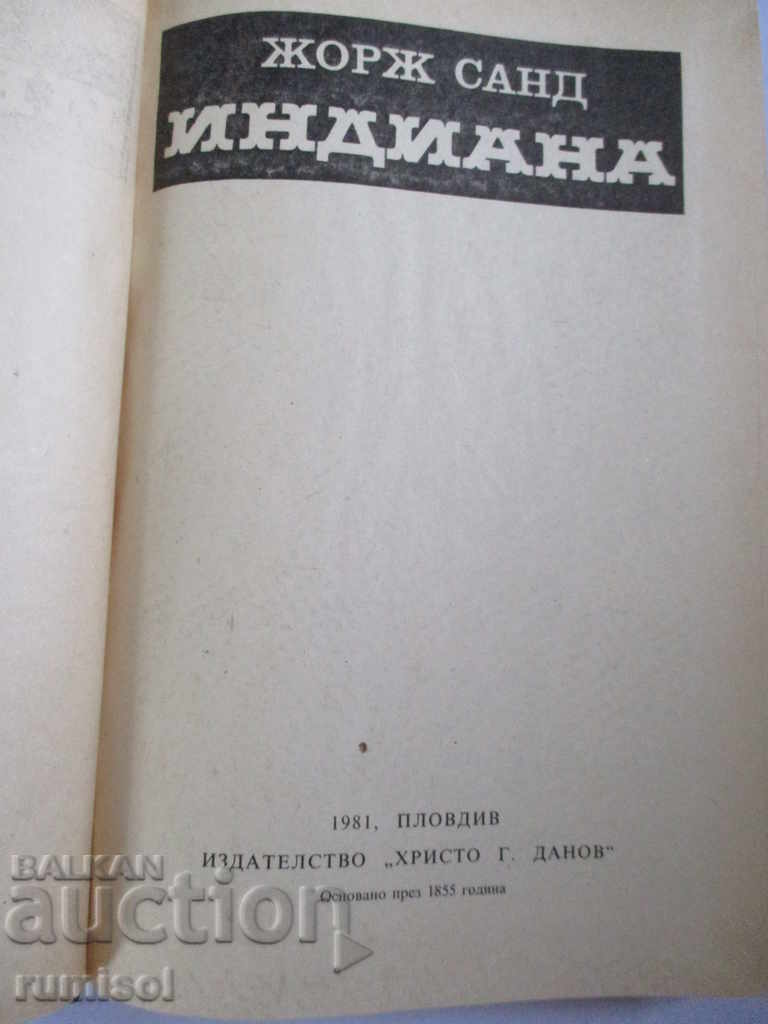 ЖОРЖ САНД
ИНДИАНА
1981, ПЛОВДИВ
ИЗДАТЕЛСТВО „ХРИСТО Г. ДАНОВ“
Основано през 1855 година
BALKAN
auction
rumisol